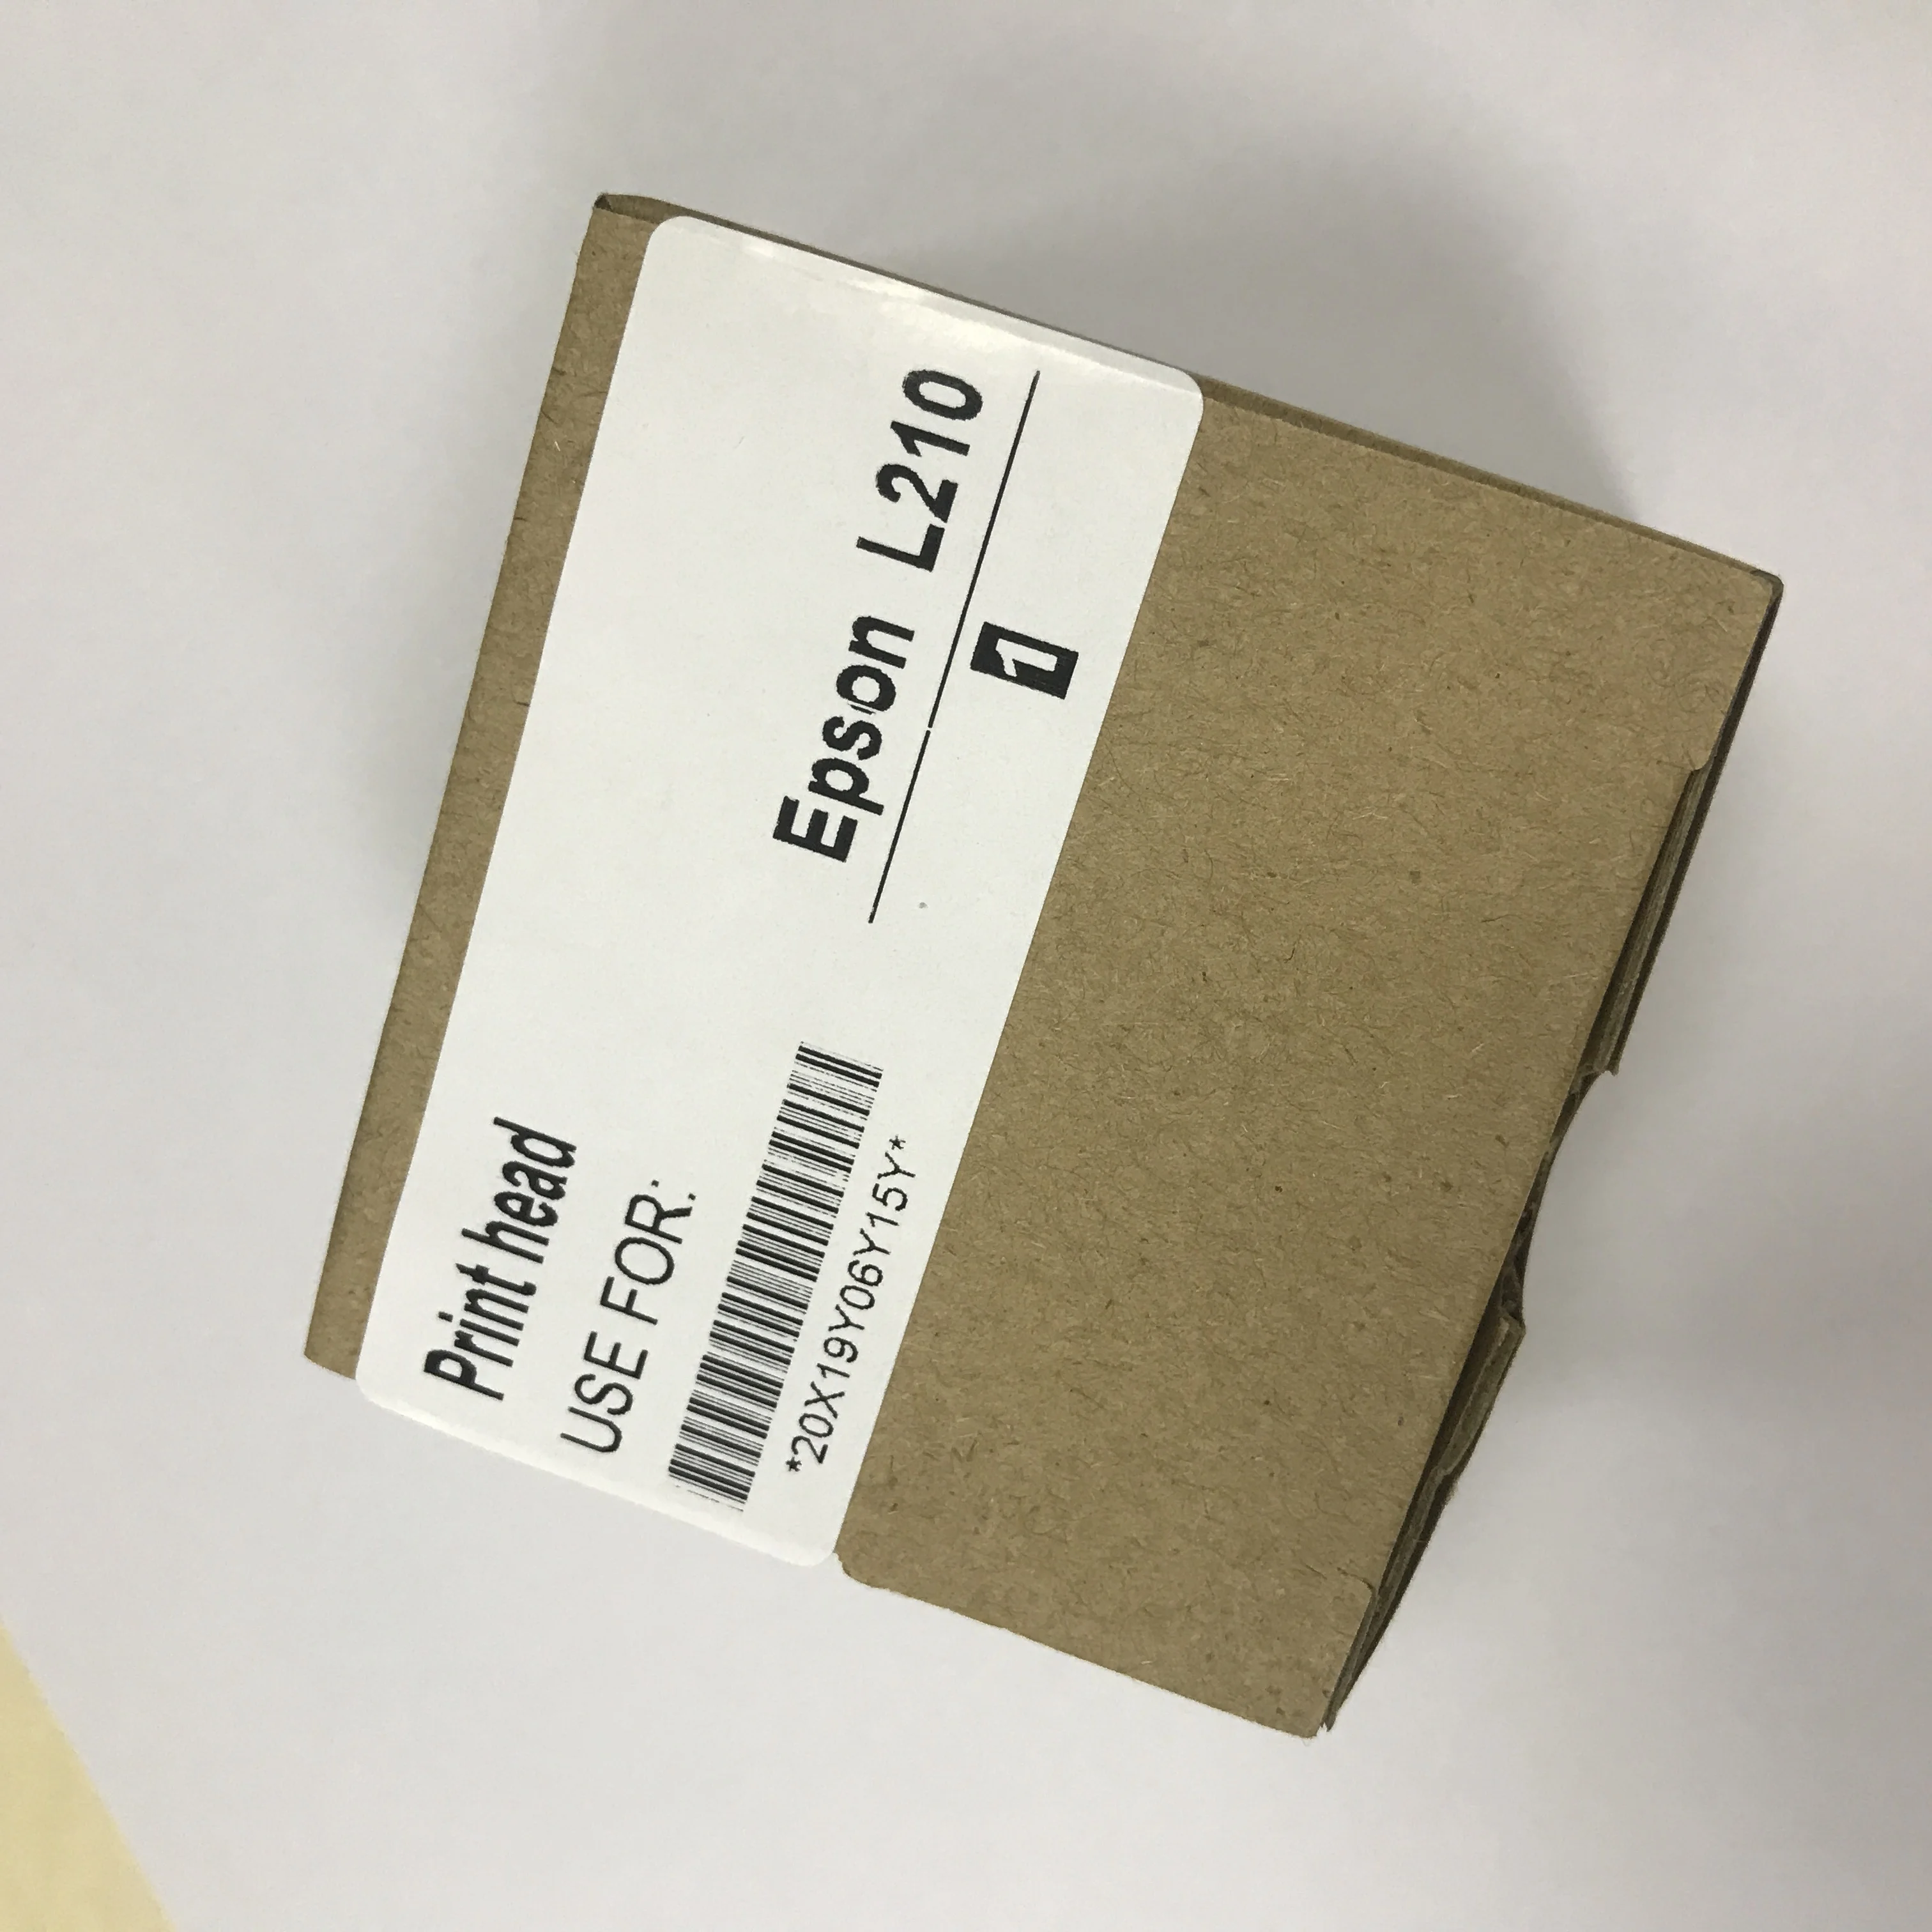 Print head
USE FOR:
Epson L210
*20X19Y06Y15Y*
1